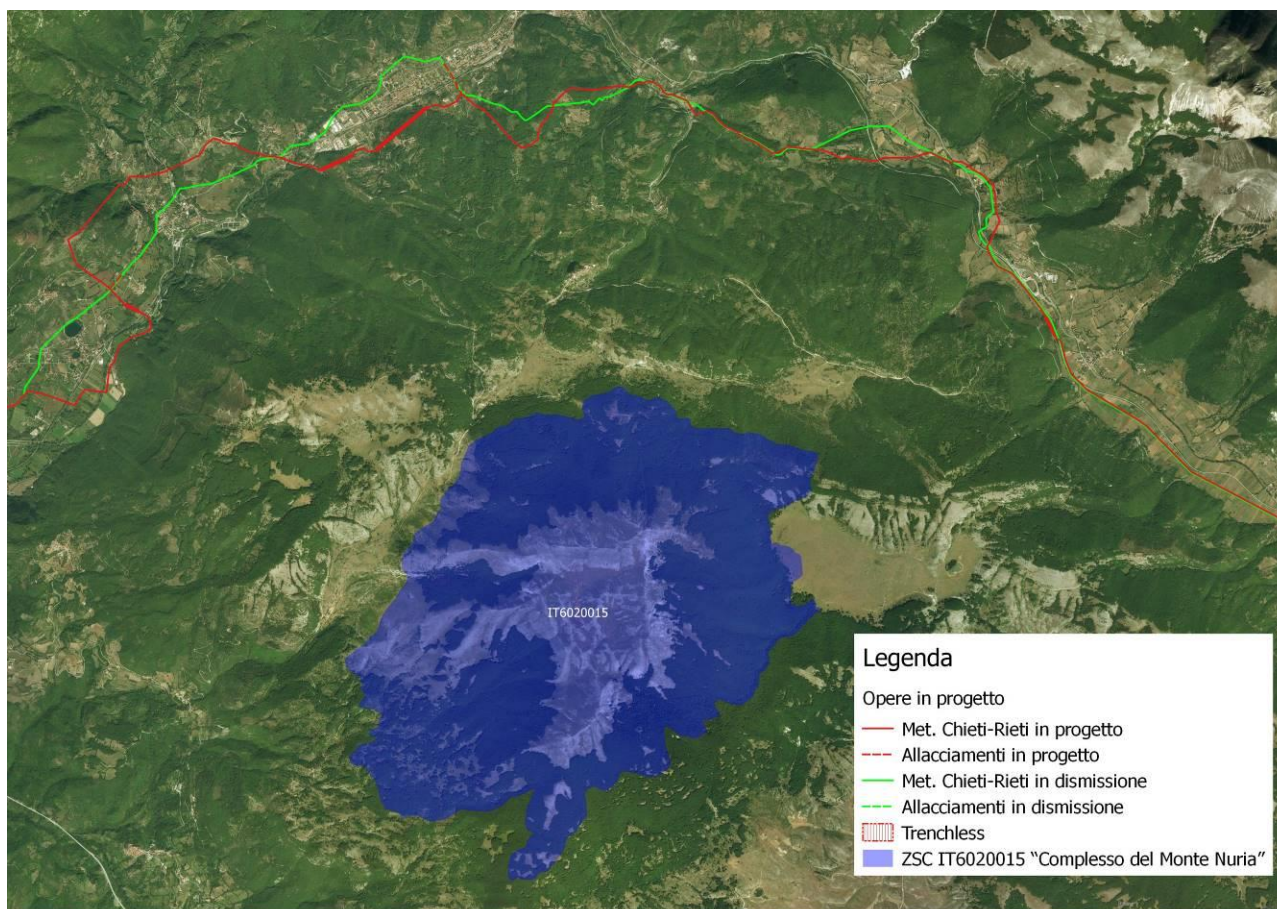 IT6020015
Legenda
Opere in progetto
Met. Chieti-Rieti in progetto
Allacciamenti in progetto
Met. Chieti-Rieti in dismissione
Allacciamenti in dismissione
Trenchless
ZSC IT6020015 “Complesso del Monte Nuria”